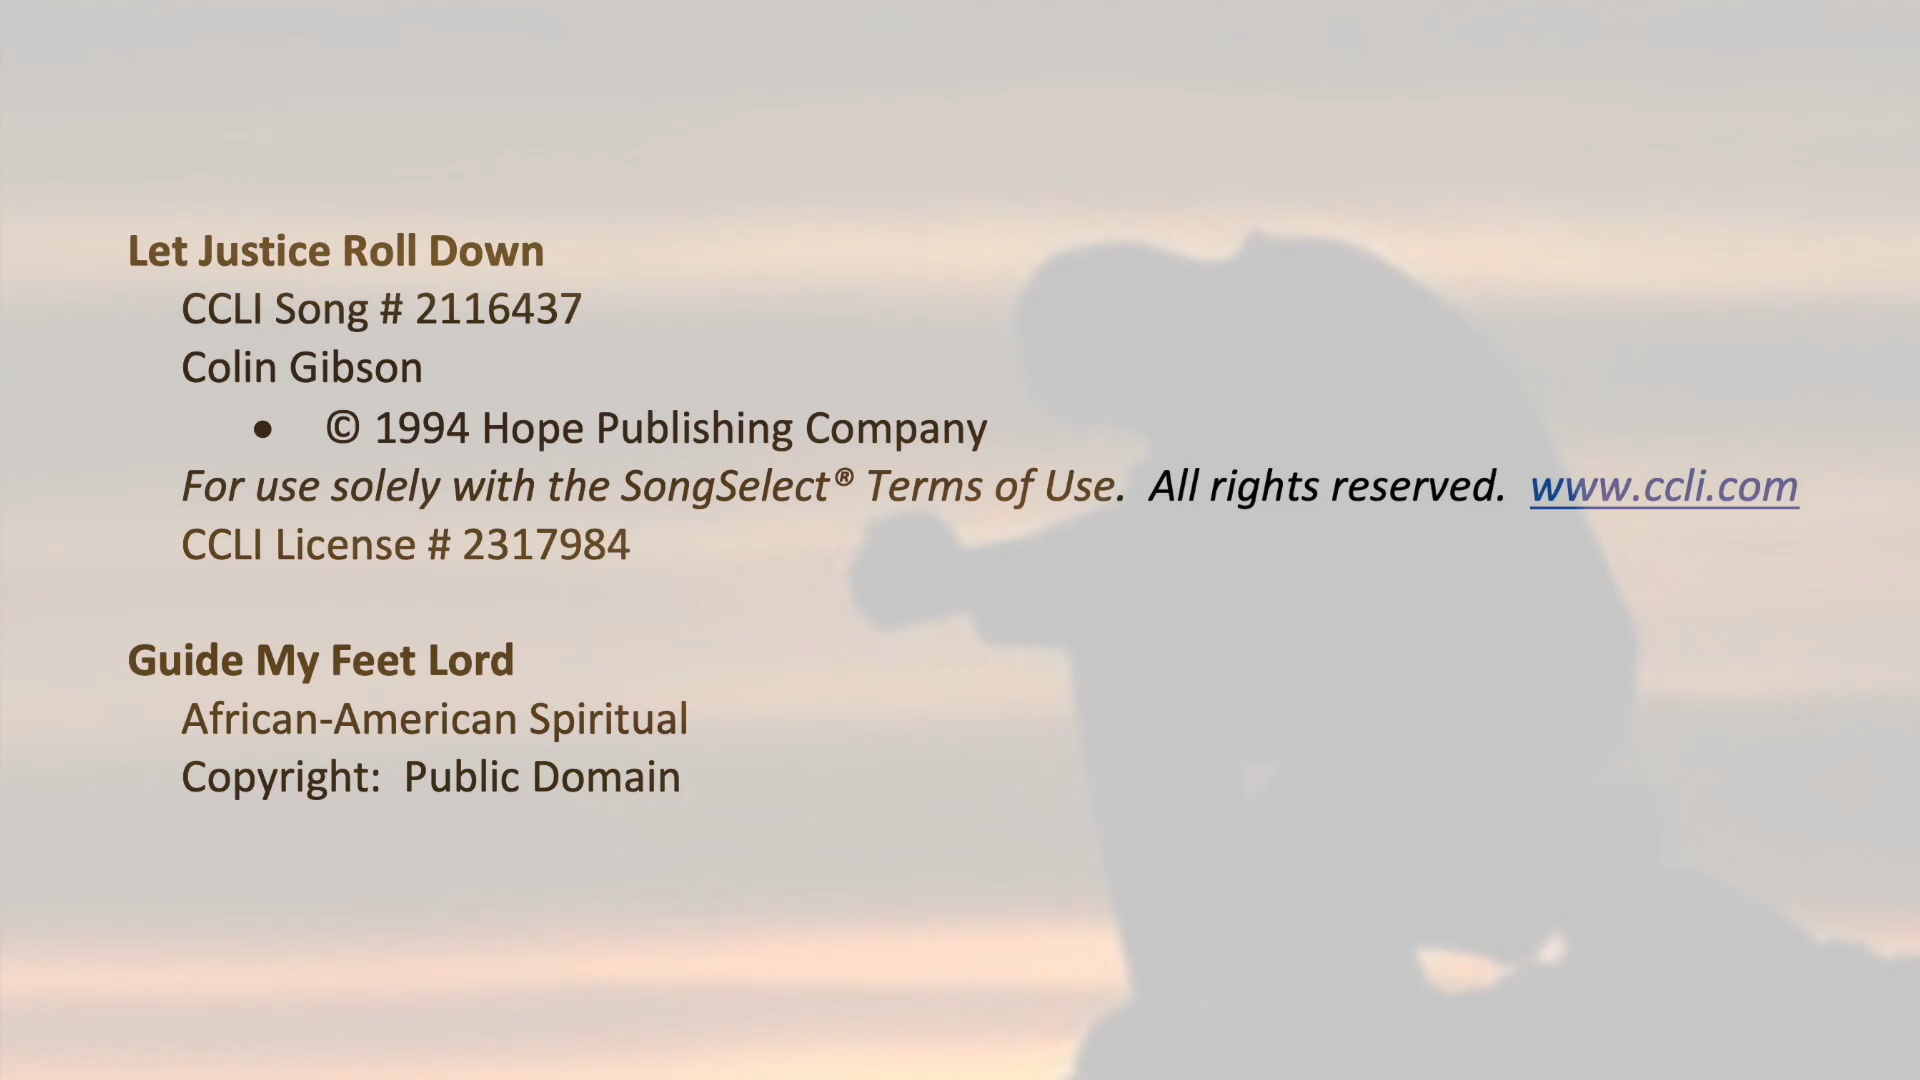 Let Justice Roll Down
CCLI Song # 2116437
Colin Gibson
• © 1994 Hope Publishing Company
For use solely with the SongSelect® Terms of Use.  All rights reserved.  www.ccli.com
CCLI License # 2317984
Guide My Feet Lord
African-American Spiritual
Copyright:  Public Domain